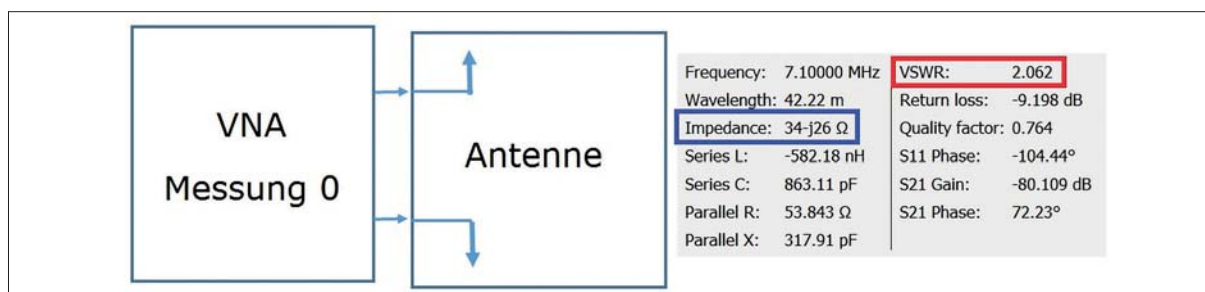 VNA
Messung 0
Antenne
Frequency: 7.10000 MHz
Wavelength: 42.22 m
Impedance: 34-j26 Ω
Series L: -582.18 nH
Series C: 863.11 pF
Parallel R: 53.843 Ω
Parallel X: 317.91 pF
VSWR: 2.062
Return loss: -9.198 dB
Quality factor: 0.764
S11 Phase: -104.44°
S21 Gain: -80.109 dB
S21 Phase: 72.23°